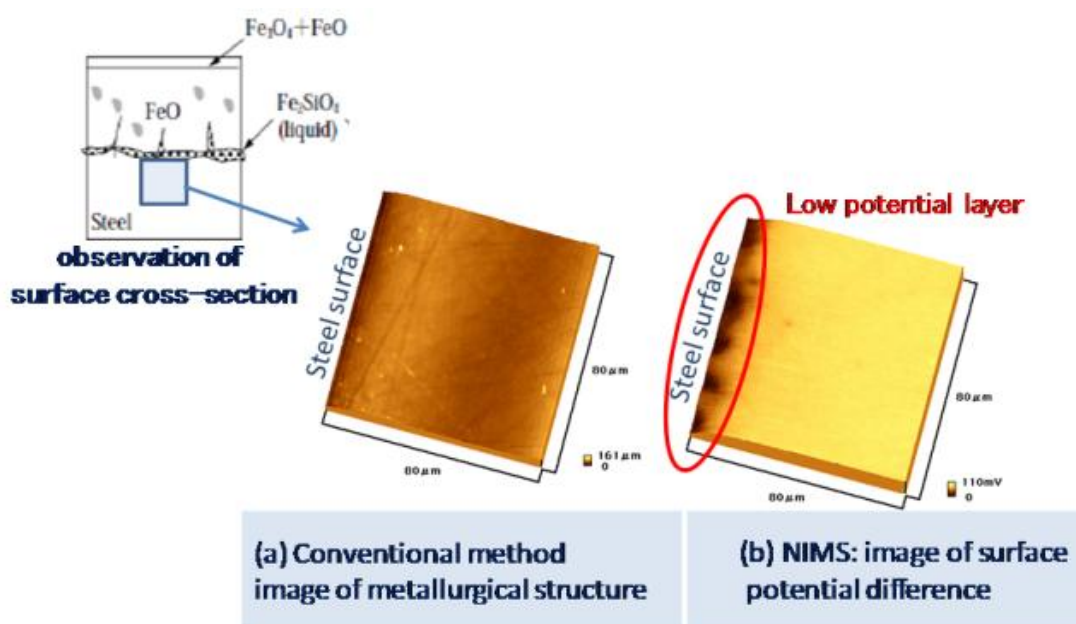 Fe₃O₄+FeO
FeO
Fe₂SiO₄
(liquid)
Steel
observation of
surface cross-section
Steel surface
80μm
80μm
161μm
0
Low potential layer
Steel surface
80μm
80μm
110mV
0
(a) Conventional method
image of metallurgical structure
(b) NIMS: image of surface
potential difference